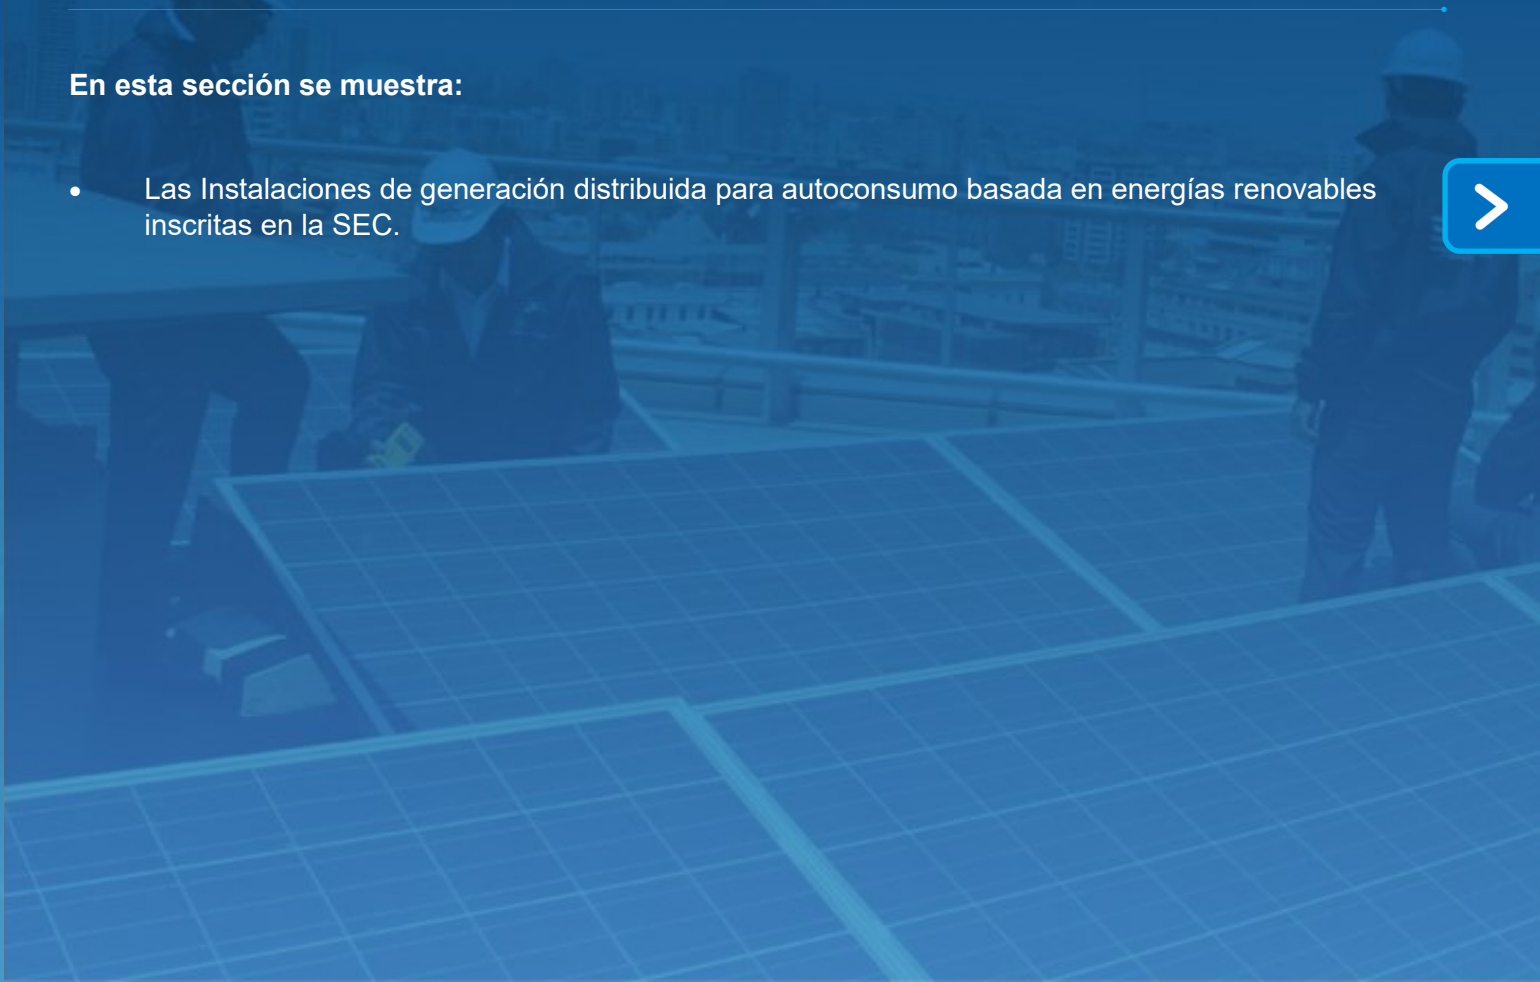 En esta sección se muestra:
• Las Instalaciones de generación distribuida para autoconsumo basada en energías renovables
inscritas en la SEC.